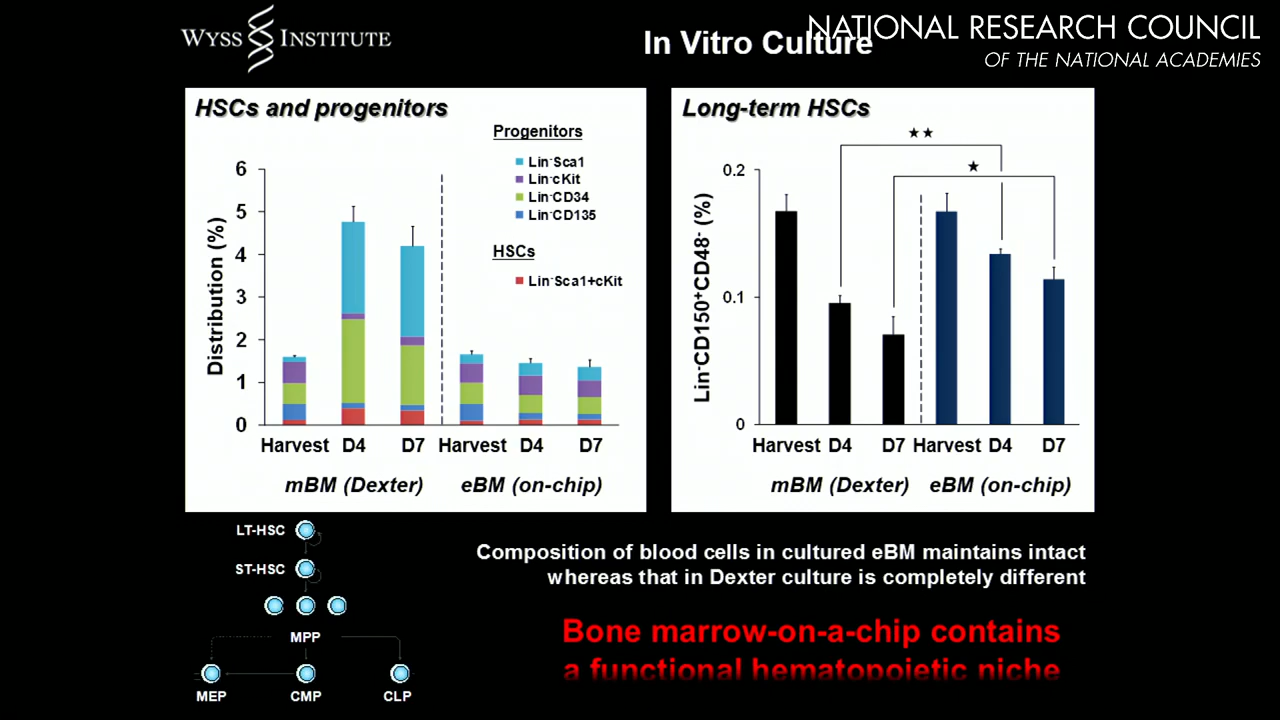 WYSS INSTITUTE
In Vitro Culture
NATIONAL RESEARCH COUNCIL
OF THE NATIONAL ACADEMIES
HSCs and progenitors
Progenitors
Lin-Sca1
Lin-cKit
Lin-CD34
Lin-CD135
HSCs
Lin-Sca1+cKit
Distribution (%)
6
5
4
3
2
1
0
Harvest D4 D7 Harvest D4 D7
mBM (Dexter) eBM (on-chip)
Long-term HSCs
★★
★
Lin-CD150+CD48- (%)
0.2
0.1
0
Harvest D4 D7 Harvest D4 D7
mBM (Dexter) eBM (on-chip)
LT-HSC
ST-HSC
MPP
MEP CMP CLP
Composition of blood cells in cultured eBM maintains intact
whereas that in Dexter culture is completely different
Bone marrow-on-a-chip contains
a functional hematopoietic niche